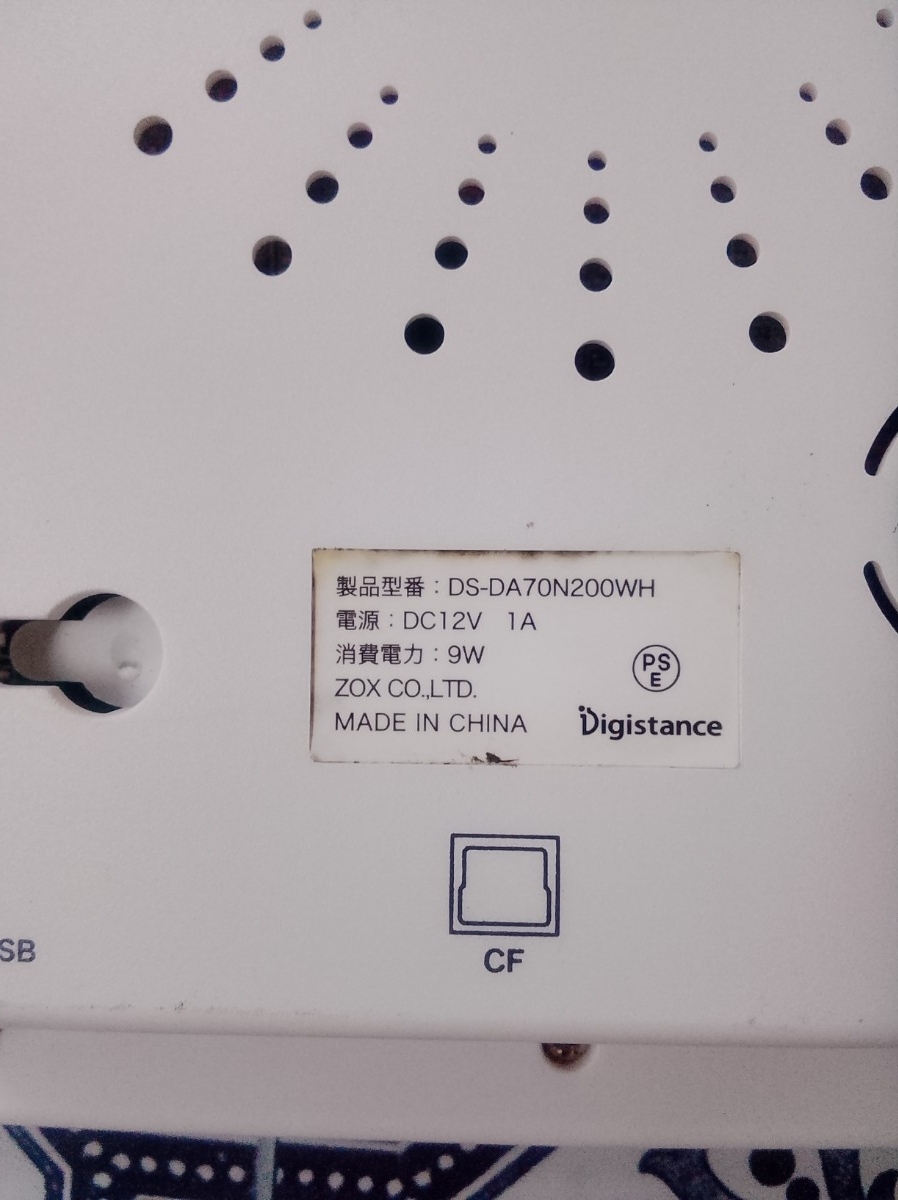 製品型番：DS-DA70N200WH
電源：DC12V 1A
消費電力：9W
ZOX CO.,LTD.
MADE IN CHINA
PS
E
Digistance
SB
CF